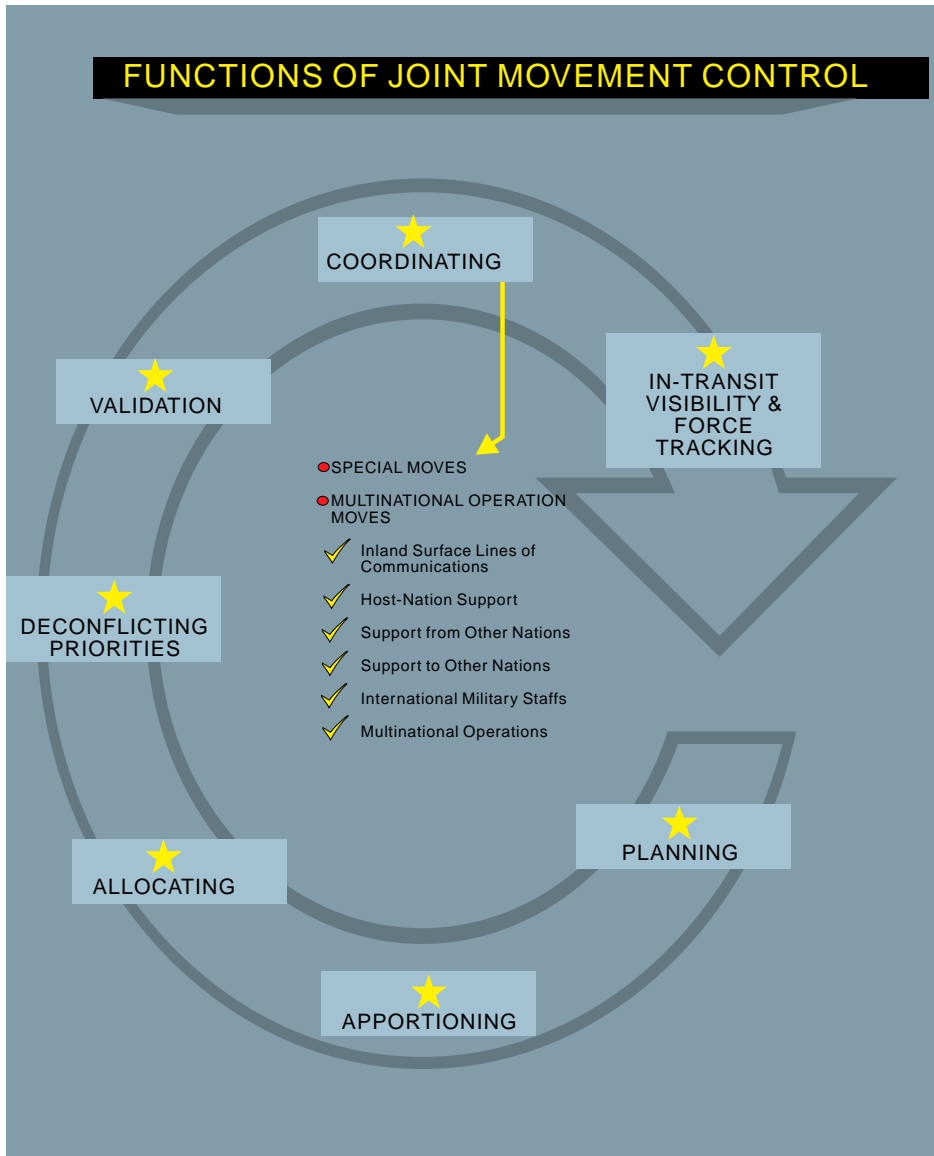 FUNCTIONS OF JOINT MOVEMENT CONTROL
COORDINATING
IN-TRANSIT
VISIBILITY &
FORCE
TRACKING
VALIDATION
SPECIAL MOVES
MULTINATIONAL OPERATION
MOVES
Inland Surface Lines of
Communications
Host-Nation Support
Support from Other Nations
Support to Other Nations
International Military Staffs
Multinational Operations
DECONFLICTING
PRIORITIES
PLANNING
ALLOCATING
APPORTIONING